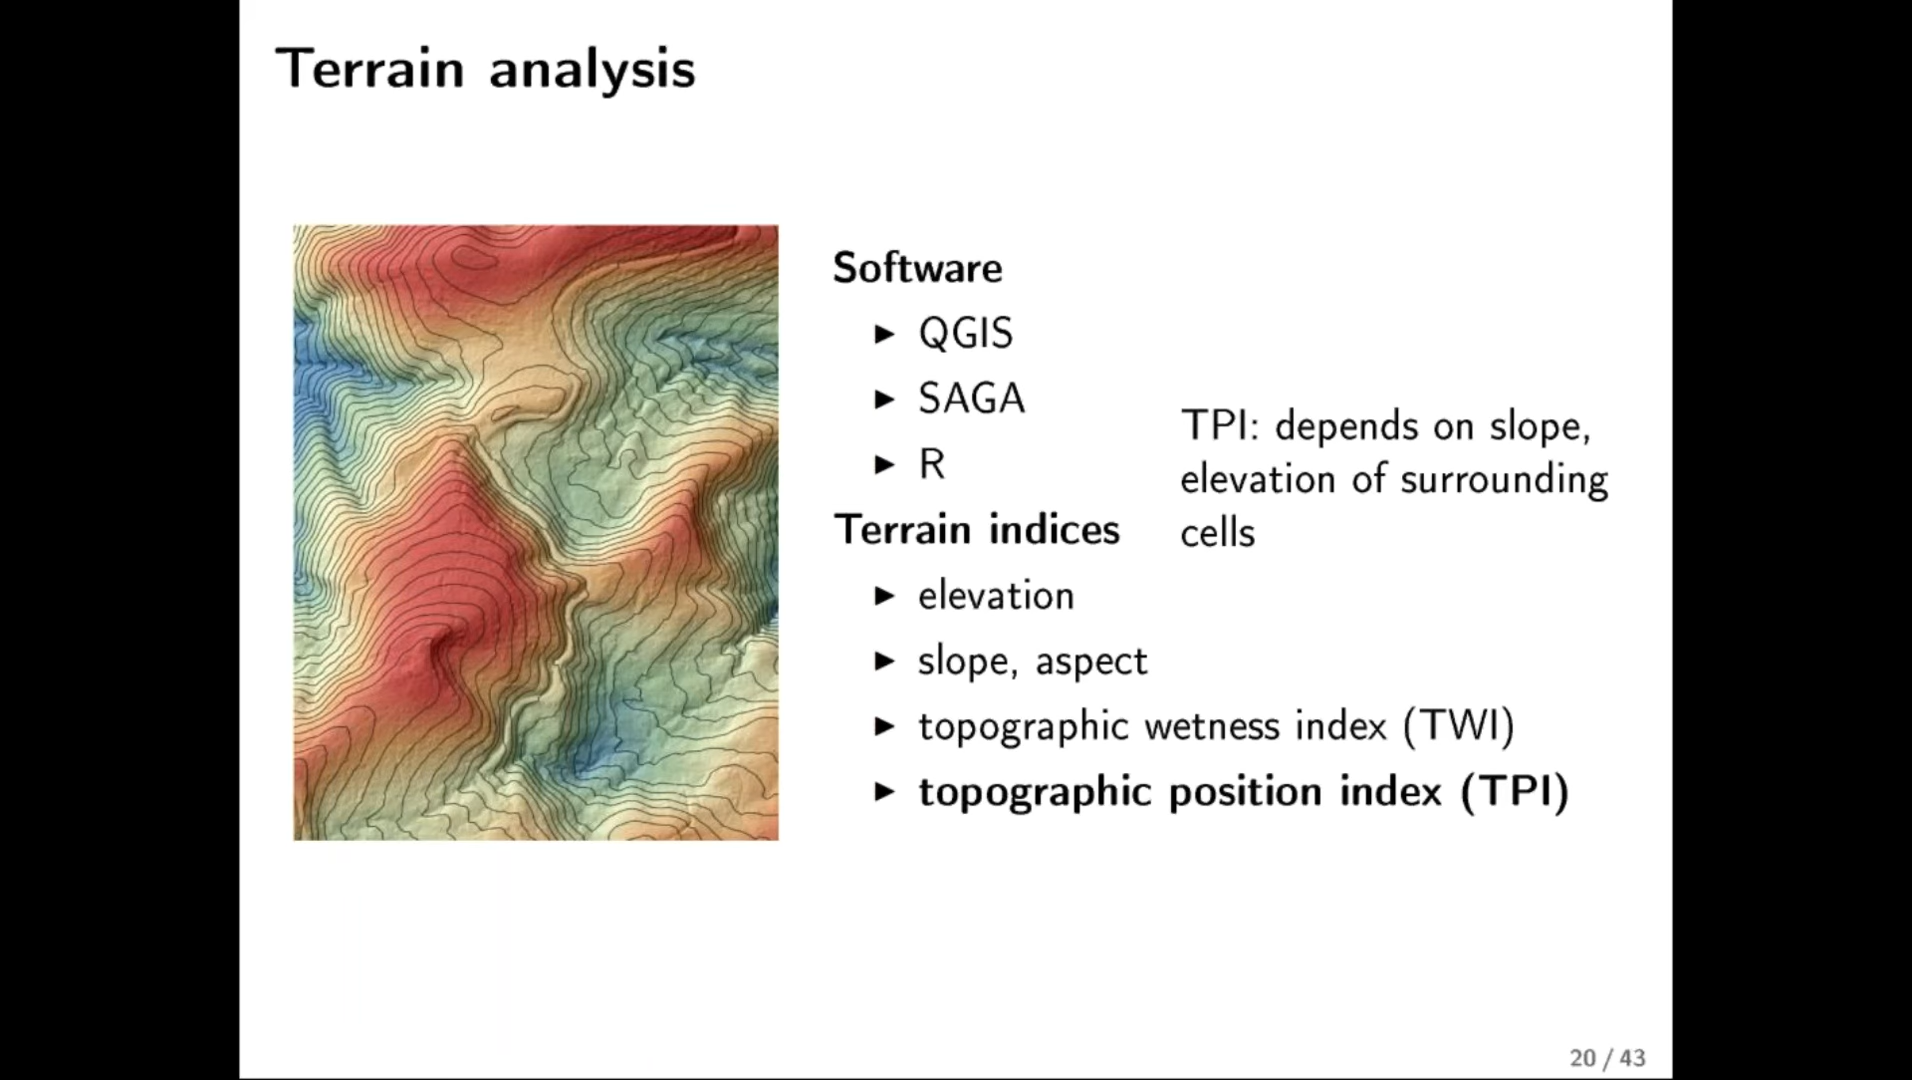 Terrain analysis
Software
► QGIS
► SAGA
► R
Terrain indices
► elevation
► slope, aspect
► topographic wetness index (TWI)
► topographic position index (TPI)
TPI: depends on slope,
elevation of surrounding
cells
20 / 43